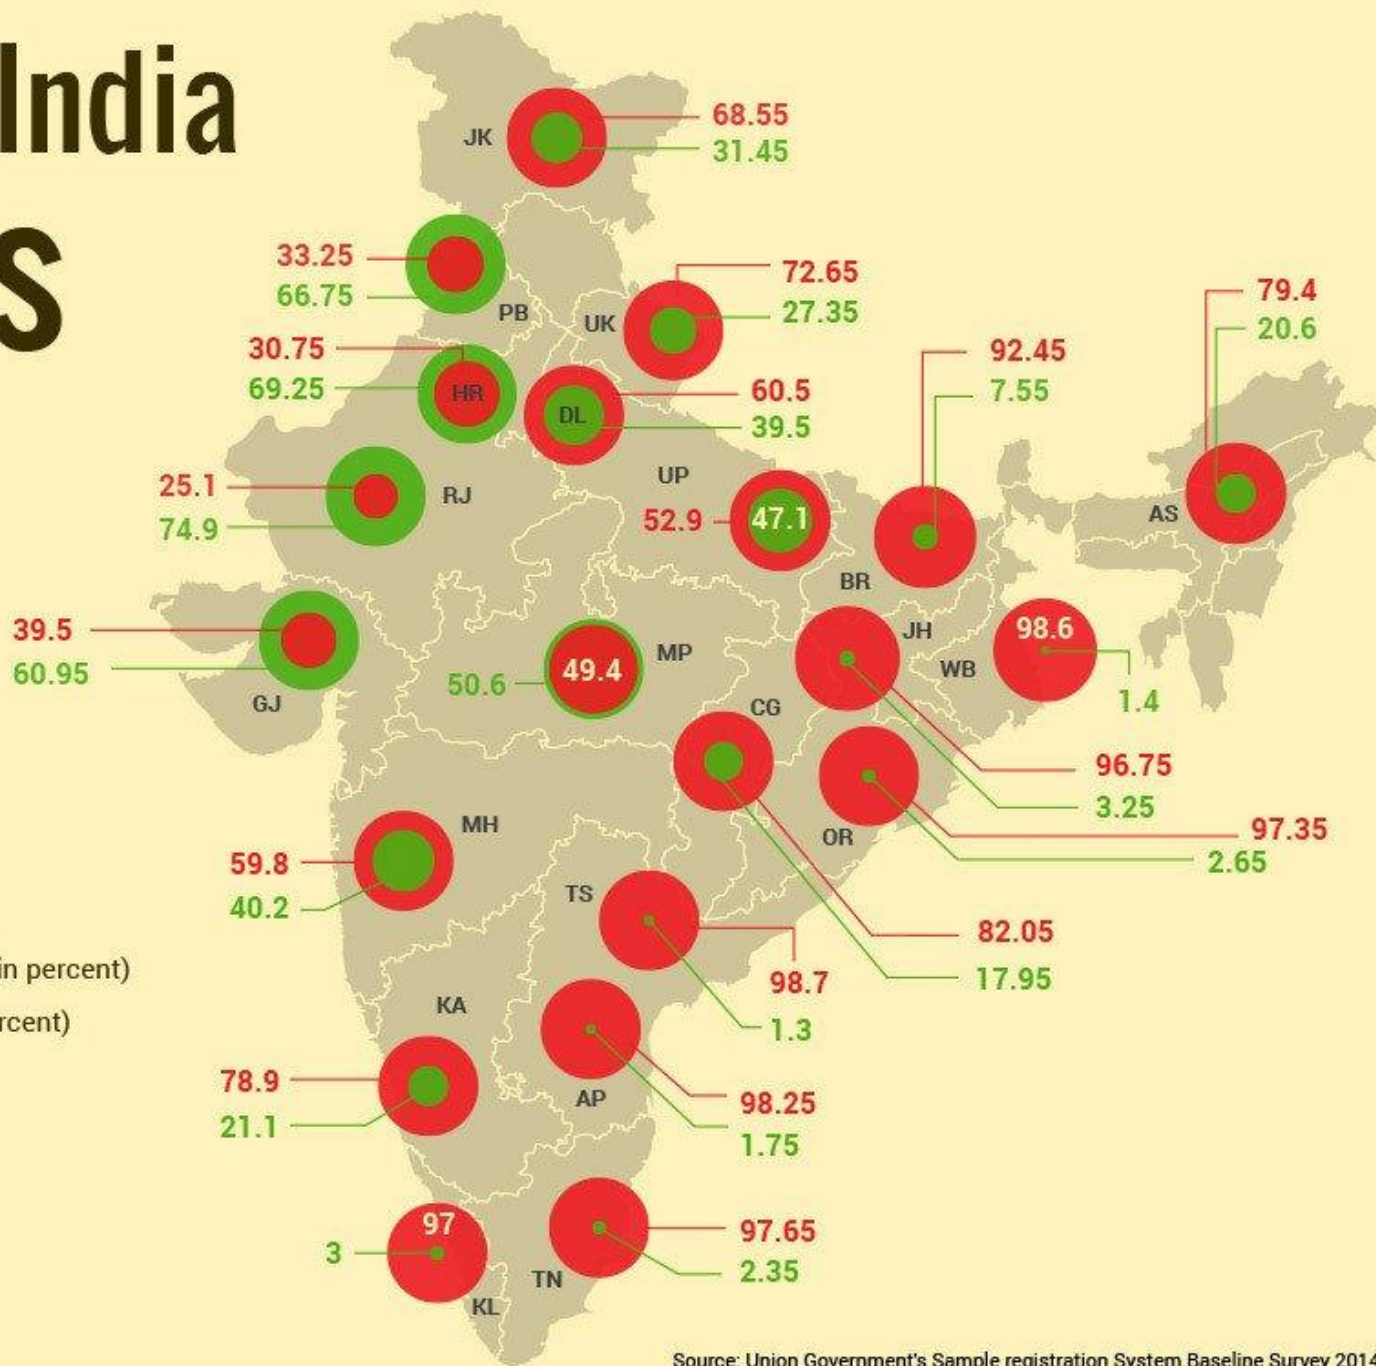 India
S
JK
68.55
31.45
33.25
66.75
PB
UK
72.65
27.35
79.4
20.6
30.75
69.25
HR
DL
60.5
39.5
92.45
7.55
25.1
74.9
RJ
UP
52.9
47.1
BR
AS
39.5
60.95
GJ
50.6
49.4
MP
JH
WB
98.6
1.4
CG
96.75
3.25
OR
97.35
2.65
MH
59.8
40.2
TS
98.7
1.3
82.05
17.95
in percent)
rcent)
KA
78.9
21.1
AP
98.25
1.75
97
3
KL
TN
97.65
2.35
Source: Union Government's Sample registration System Baseline Survey 2014